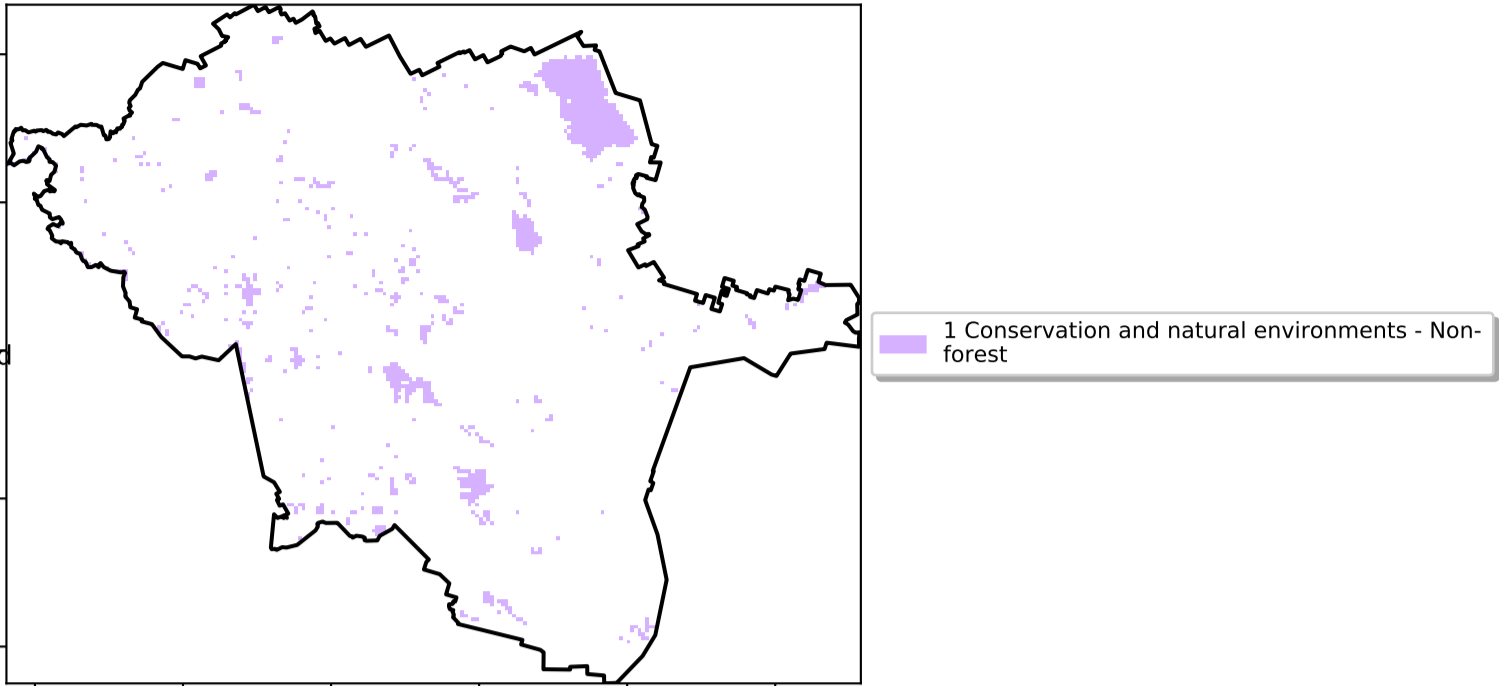 d
1 Conservation and natural environments - Non-
forest